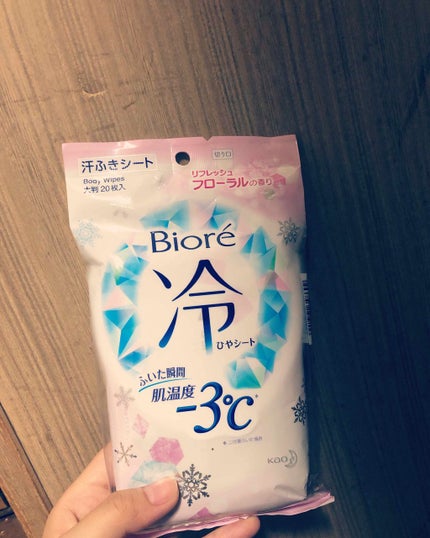 汗ふきシート
Body wipes
大判20枚入
切り口
リフレッシュ
フローラルの香り
Bioré
冷
ひやシート
ふいた瞬間
肌温度
-3℃*
Kao